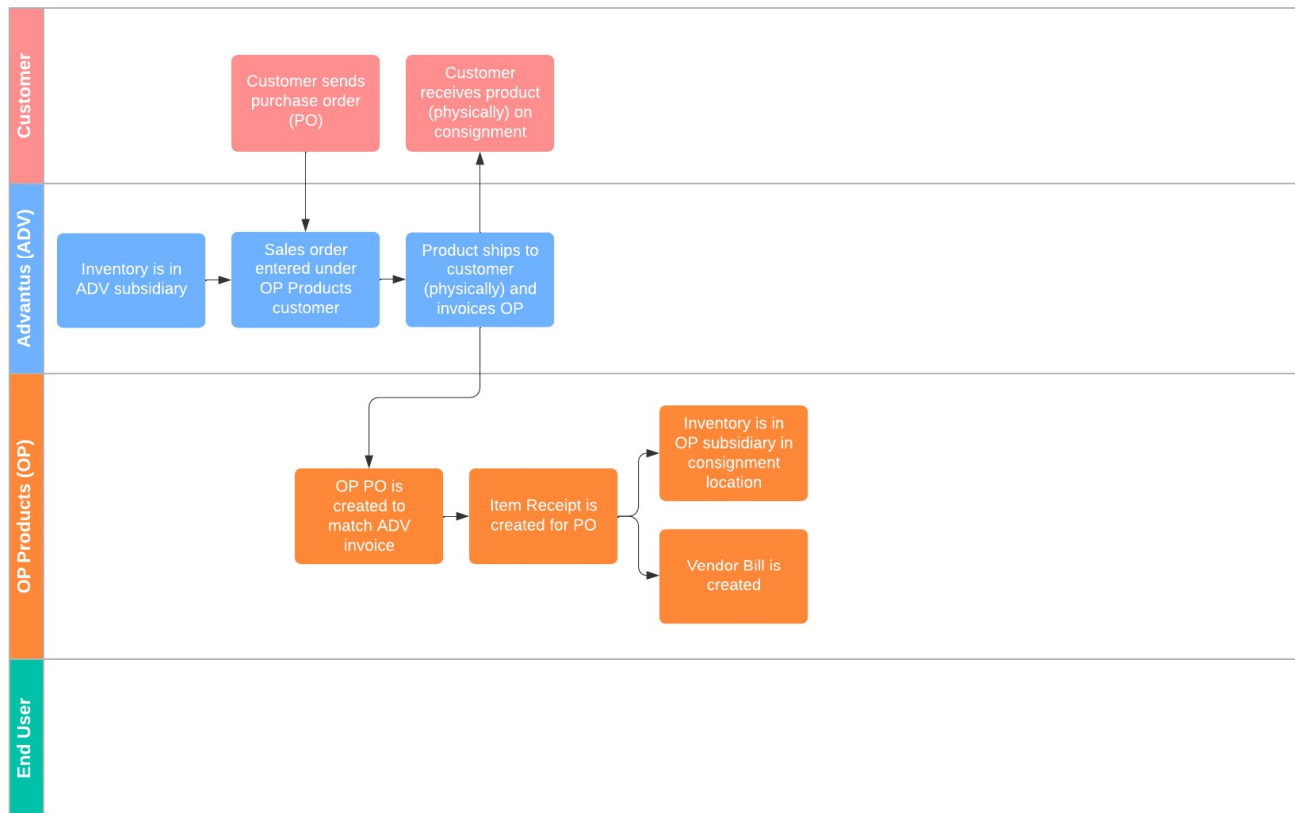 Customer
Customer sends
purchase order
(PO)
Customer
receives product
(physically) on
consignment
Advantus (ADV)
Inventory is in
ADV subsidiary
Sales order
entered under
OP Products
customer
Product ships to
customer
(physically) and
invoices OP
OP Products (OP)
OP PO is
created to
match ADV
invoice
Item Receipt is
created for PO
Inventory is in
OP subsidiary in
consignment
location
Vendor Bill is
created
End User